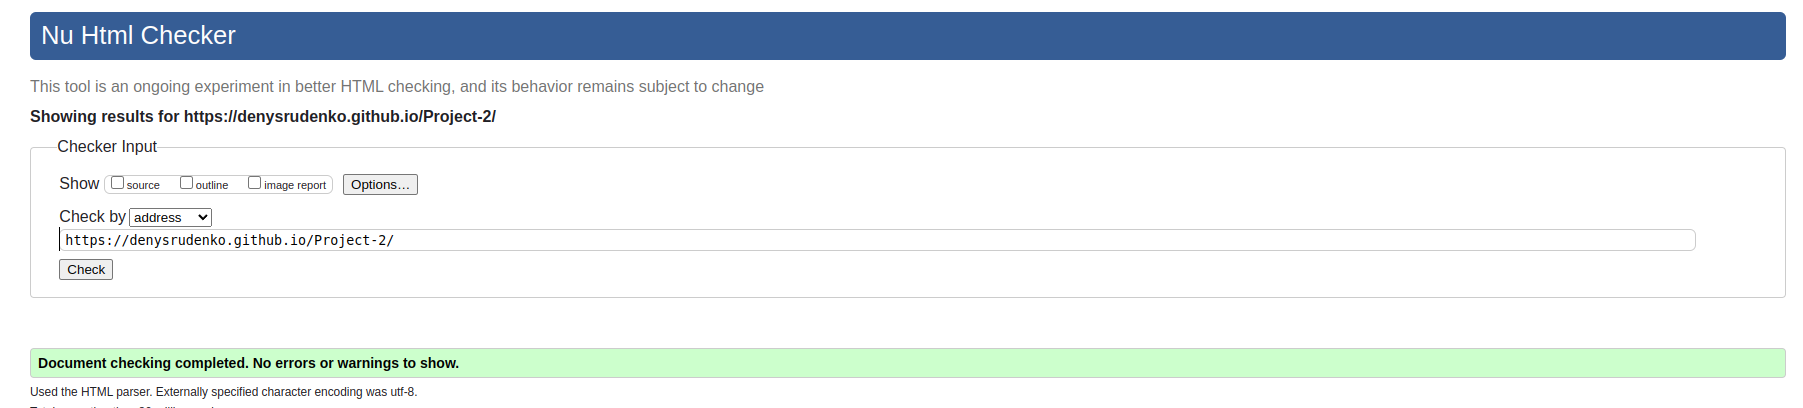 Nu Html Checker
This tool is an ongoing experiment in better HTML checking, and its behavior remains subject to change
Showing results for https://denysrudenko.github.io/Project-2/
Checker Input
Show source outline image report Options...
Check by address
https://denysrudenko.github.io/Project-2/
Check
Document checking completed. No errors or warnings to show.
Used the HTML parser. Externally specified character encoding was utf-8.